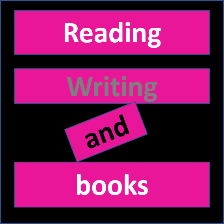 Reading
Writing
and
books